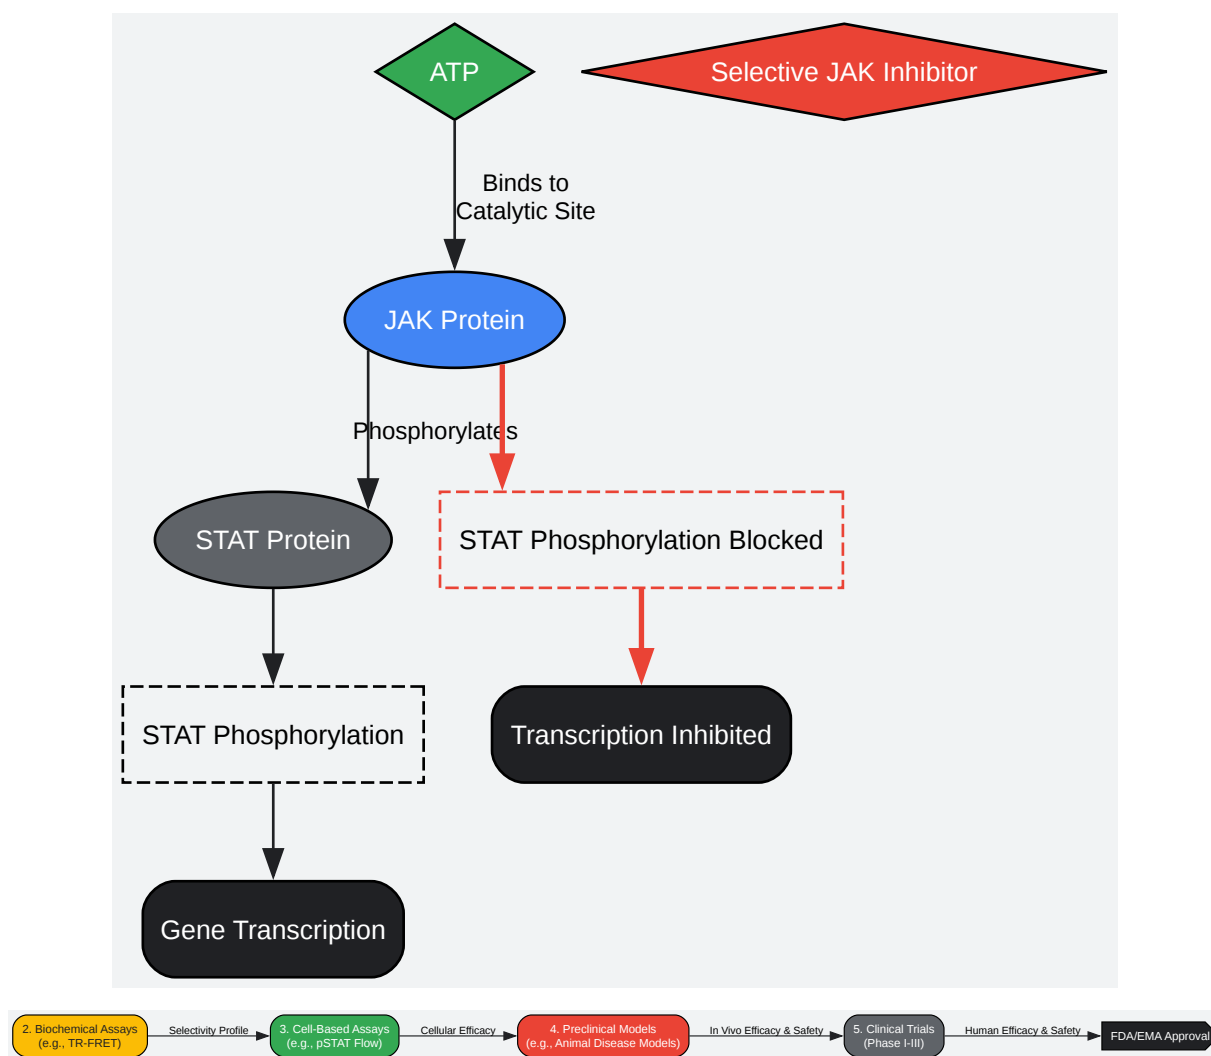 ATP
Selective JAK Inhibitor
Binds to
Catalytic Site
JAK Protein
Phosphorylates
STAT Protein
STAT Phosphorylation Blocked
STAT Phosphorylation
Transcription Inhibited
Gene Transcription
2. Biochemical Assays
(e.g., TR-FRET)
Selectivity Profile
3. Cell-Based Assays
(e.g., pSTAT Flow)
Cellular Efficacy
4. Preclinical Models
(e.g., Animal Disease Models)
In Vivo Efficacy & Safety
5. Clinical Trials
(Phase I-III)
Human Efficacy & Safety
FDA/EMA Approval